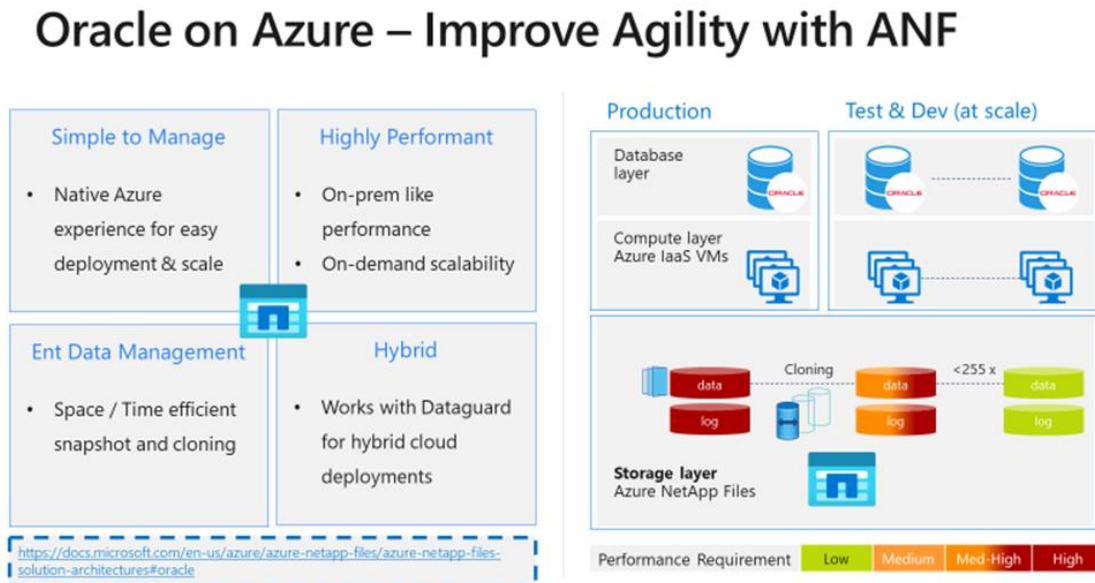 Oracle on Azure – Improve Agility with ANF
Simple to Manage
• Native Azure
experience for easy
deployment & scale
Highly Performant
• On-prem like
performance
• On-demand scalability
Ent Data Management
• Space / Time efficient
snapshot and cloning
Hybrid
• Works with Dataguard
for hybrid cloud
deployments
https://docs.microsoft.com/en-us/azure/azure-netapp-files/azure-netapp-files-
solution-architectures#oracle
Production
Test & Dev (at scale)
Database
layer
ORACLE
ORACLE
ORACLE
Compute layer
Azure IaaS VMs
data
Cloning
data
<255 x
data
log
log
log
Storage layer
Azure NetApp Files
Performance Requirement
Low
Medium
Med-High
High